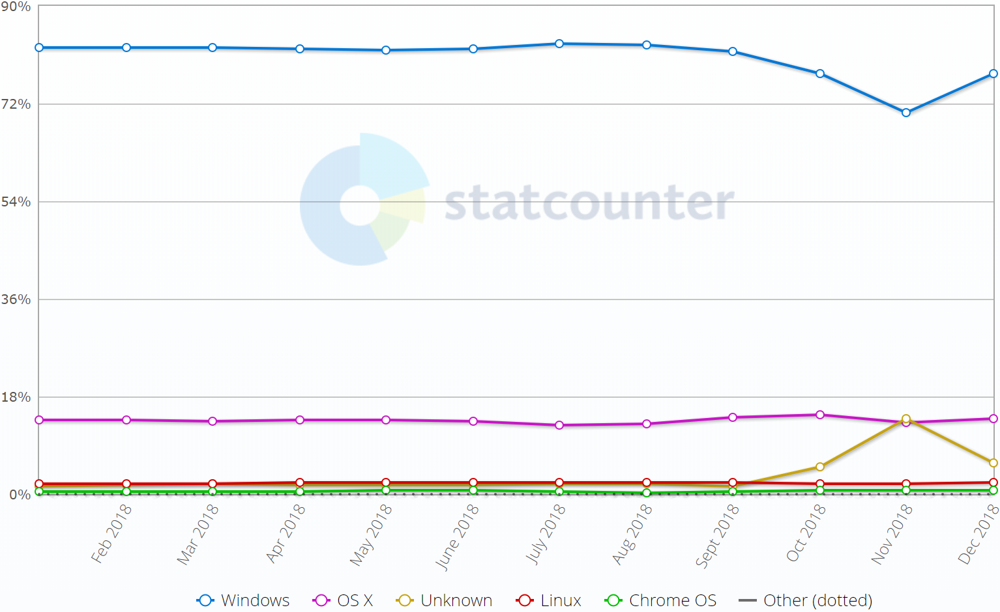 90%
72%
54%
statcounter
36%
18%
0%
Feb 2018
Mar 2018
Apr 2018
May 2018
June 2018
July 2018
Aug 2018
Sept 2018
Oct 2018
Nov 2018
Dec 2018
Windows OS X Unknown Linux Chrome OS Other (dotted)